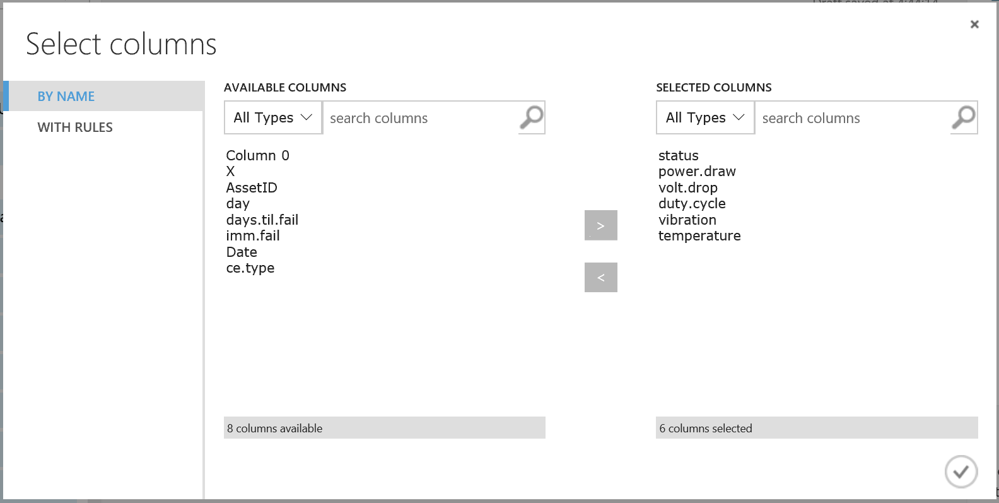 Select columns
BY NAME
WITH RULES
AVAILABLE COLUMNS
All Types
search columns
Column 0
X
AssetID
day
days.til.fail
imm.fail
Date
ce.type
8 columns available
>
<
SELECTED COLUMNS
All Types
search columns
status
power.draw
volt.drop
duty.cycle
vibration
temperature
6 columns selected